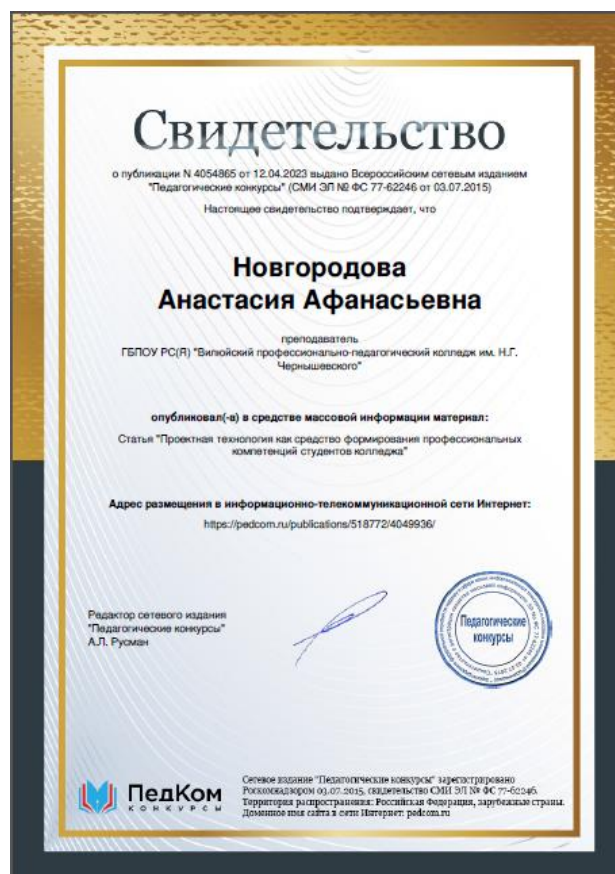 Свидетельство
о публикации N 4054865 от 12.04.2023 выдано Всероссийским сетевым изданием
"Педагогические конкурсы" (СМИ ЭЛ № ФС 77-62246 от 03.07.2015)
Настоящее свидетельство подтверждает, что
Новгородова
Анастасия Афанасьевна
преподаватель
ГБПОУ РС(Я) "Вилюйский профессионально-педагогический колледж им. Н.Г.
Чернышевского"
опубликовал(-а) в средстве массовой информации материал:
Статья "Проектная технология как средство формирования профессиональных
компетенций студентов колледжа"
Адрес размещения в информационно-телекоммуникационной сети Интернет:
https://pedcom.ru/publications/518772/4049936/
Редактор сетевого издания
"Педагогические конкурсы"
А.Л. Русман
Педагогические
конкурсы
ПедКом
КОНКУРСЫ
Сетевое издание "Педагогические конкурсы" зарегистрировано
Роскомнадзором 03.07.2015, свидетельство СМИ ЭЛ № ФС 77-62246.
Территория распространения: Российская Федерация, зарубежные страны.
Доменное имя сайта в сети Интернет: pedcom.ru